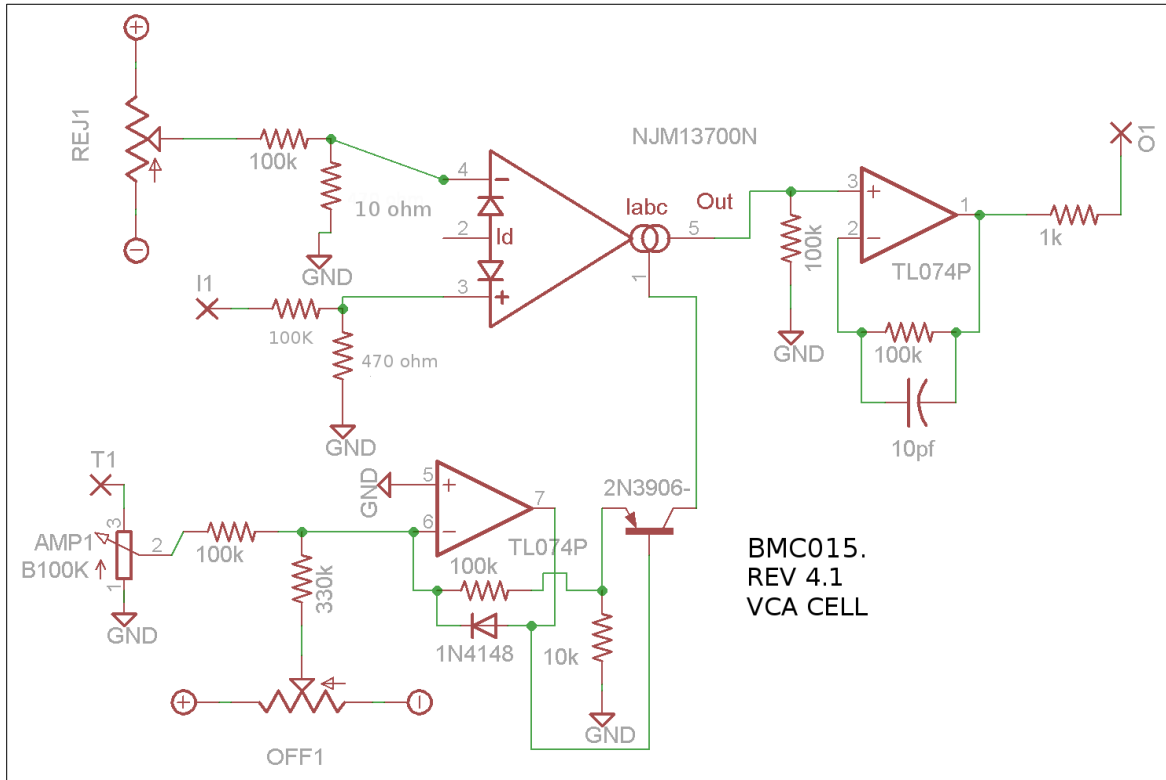 +
REJ1
100k
10 ohm
GND
−
4
−
2
Id
3
+
Iabc
Out
5
1
NJM13700N
100k
GND
3
+
2
−
1
TL074P
100k
10pf
1k
O1
I1
100K
470 ohm
GND
T1
3
AMP1
B100K
2
1
GND
100k
330k
+
−
OFF1
GND
5
+
6
−
7
TL074P
100k
1N4148
10k
GND
2N3906-
BMC015.
REV 4.1
VCA CELL